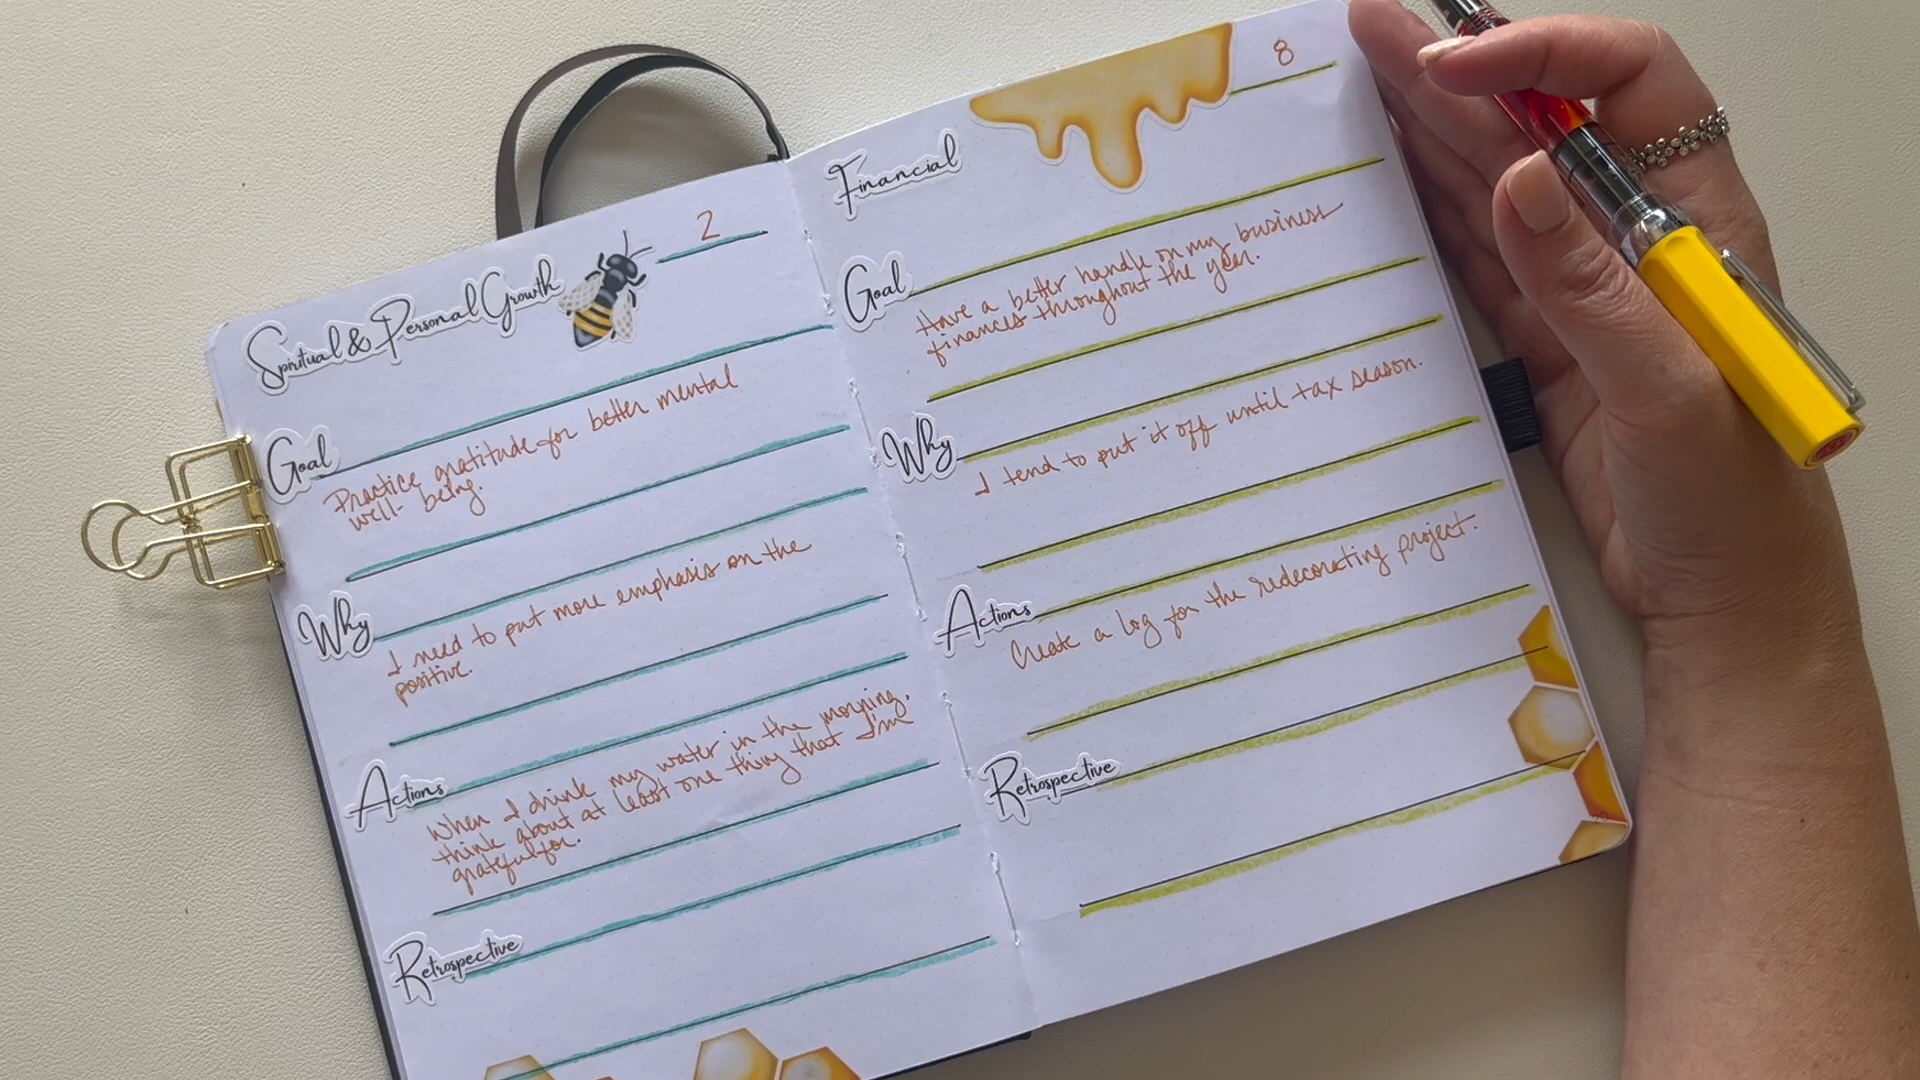 2
Spiritual & Personal Growth
Goal
Practice gratitude for better mental
well-being.
Why
I need to put more emphasis on the
positive.
Actions
When I drink my water in the morning,
think about at least one thing that I'm
grateful for.
Retrospective
8
Financial
Goal
Have a better handle on my business
finances throughout the year.
Why
I tend to put it off until tax season.
Actions
Create a log for the redecorating project.
Retrospective